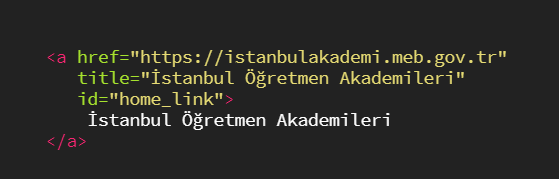 <a href="https://istanbulakademi.meb.gov.tr"
title="İstanbul Öğretmen Akademileri"
id="home_link">
İstanbul Öğretmen Akademileri
</a>